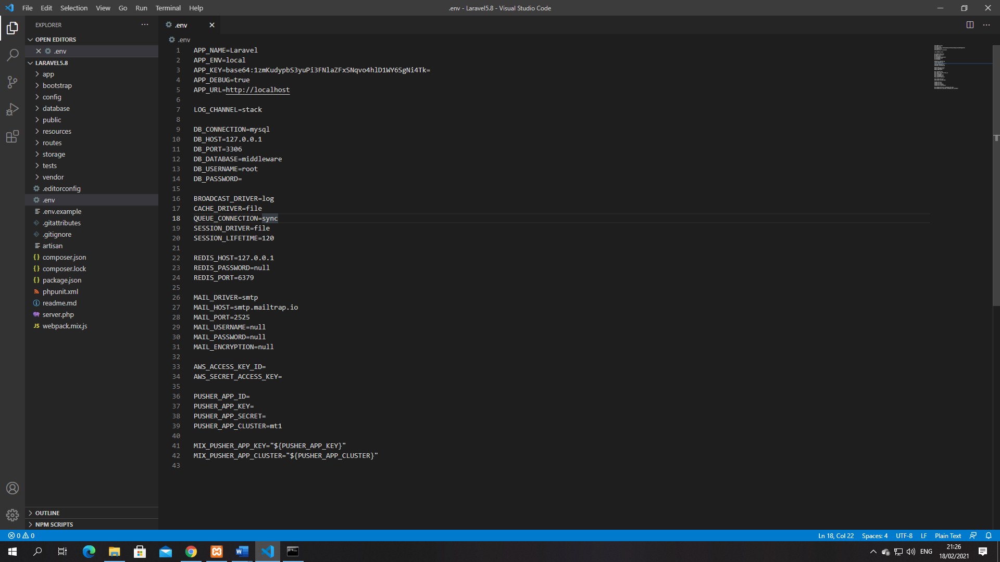 File Edit Selection View Go Run Terminal Help
.env - Laravel5.8 - Visual Studio Code
EXPLORER
OPEN EDITORS
.env
LARAVEL5.8
app
bootstrap
config
database
public
resources
routes
storage
tests
vendor
.editorconfig
.env
.env.example
.gitattributes
.gitignore
artisan
composer.json
composer.lock
package.json
phpunit.xml
readme.md
server.php
JS webpack.mix.js
OUTLINE
NPM SCRIPTS
.env
.env
1 APP_NAME=Laravel
2 APP_ENV=local
3 APP_KEY=base64:1zmKudypbS3yuPi3FNlaZFxSNqvo4hlD1WY6SgNi4Tk=
4 APP_DEBUG=true
5 APP_URL=http://localhost
6
7 LOG_CHANNEL=stack
8
9 DB_CONNECTION=mysql
10 DB_HOST=127.0.0.1
11 DB_PORT=3306
12 DB_DATABASE=middleware
13 DB_USERNAME=root
14 DB_PASSWORD=
15
16 BROADCAST_DRIVER=log
17 CACHE_DRIVER=file
18 QUEUE_CONNECTION=sync
19 SESSION_DRIVER=file
20 SESSION_LIFETIME=120
21
22 REDIS_HOST=127.0.0.1
23 REDIS_PASSWORD=null
24 REDIS_PORT=6379
25
26 MAIL_DRIVER=smtp
27 MAIL_HOST=smtp.mailtrap.io
28 MAIL_PORT=2525
29 MAIL_USERNAME=null
30 MAIL_PASSWORD=null
31 MAIL_ENCRYPTION=null
32
33 AWS_ACCESS_KEY_ID=
34 AWS_SECRET_ACCESS_KEY=
35
36 PUSHER_APP_ID=
37 PUSHER_APP_KEY=
38 PUSHER_APP_SECRET=
39 PUSHER_APP_CLUSTER=mt1
40
41 MIX_PUSHER_APP_KEY="${PUSHER_APP_KEY}"
42 MIX_PUSHER_APP_CLUSTER="${PUSHER_APP_CLUSTER}"
43
0 0
Ln 18, Col 22 Spaces: 4 UTF-8 LF Plain Text
ENG
21:26
18/02/2021